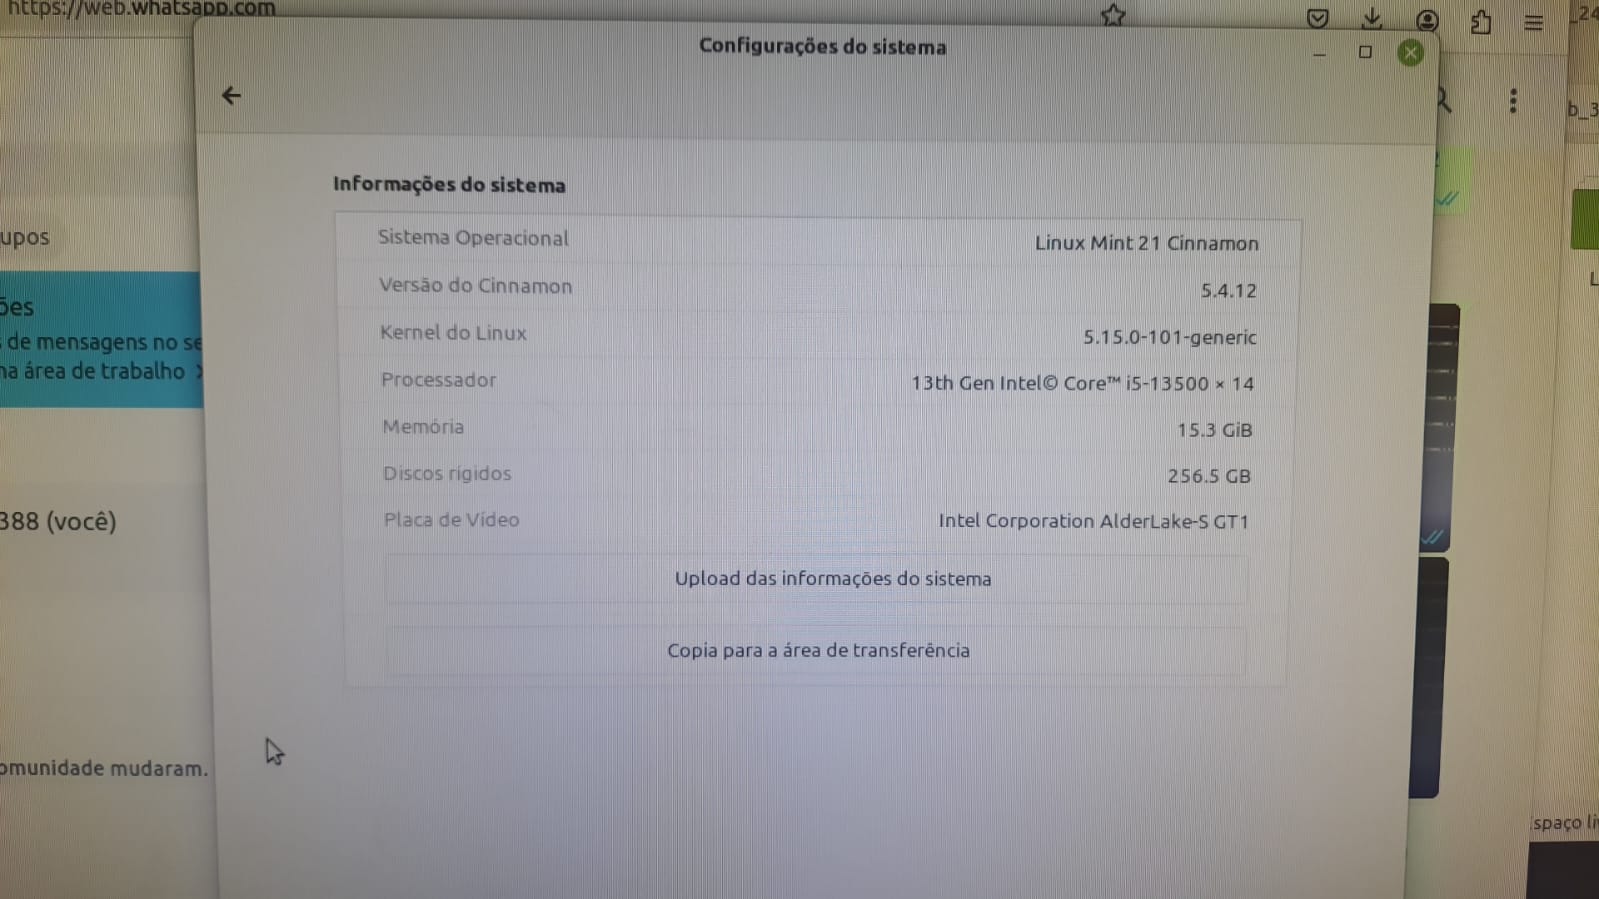 https://web.whatsapp.com
_24
Configurações do sistema
b_3
Informações do sistema
Sistema Operacional
Linux Mint 21 Cinnamon
upos
Versão do Cinnamon
5.4.12
ões
Kernel do Linux
5.15.0-101-generic
de mensagens no se
na área de trabalho >
Processador
13th Gen Intel© Core™ i5-13500 × 14
Memória
15.3 GiB
Discos rígidos
256.5 GB
388 (você)
Placa de Vídeo
Intel Corporation AlderLake-S GT1
Upload das informações do sistema
Copia para a área de transferência
omunidade mudaram.
spaço li